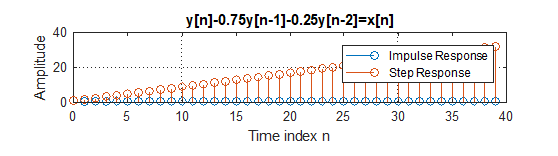 y[n]-0.75y[n-1]-0.25y[n-2]=x[n]
40
20
0
Amplitude
Impulse Response
Step Response
0 5 10 15 20 25 30 35 40
Time index n